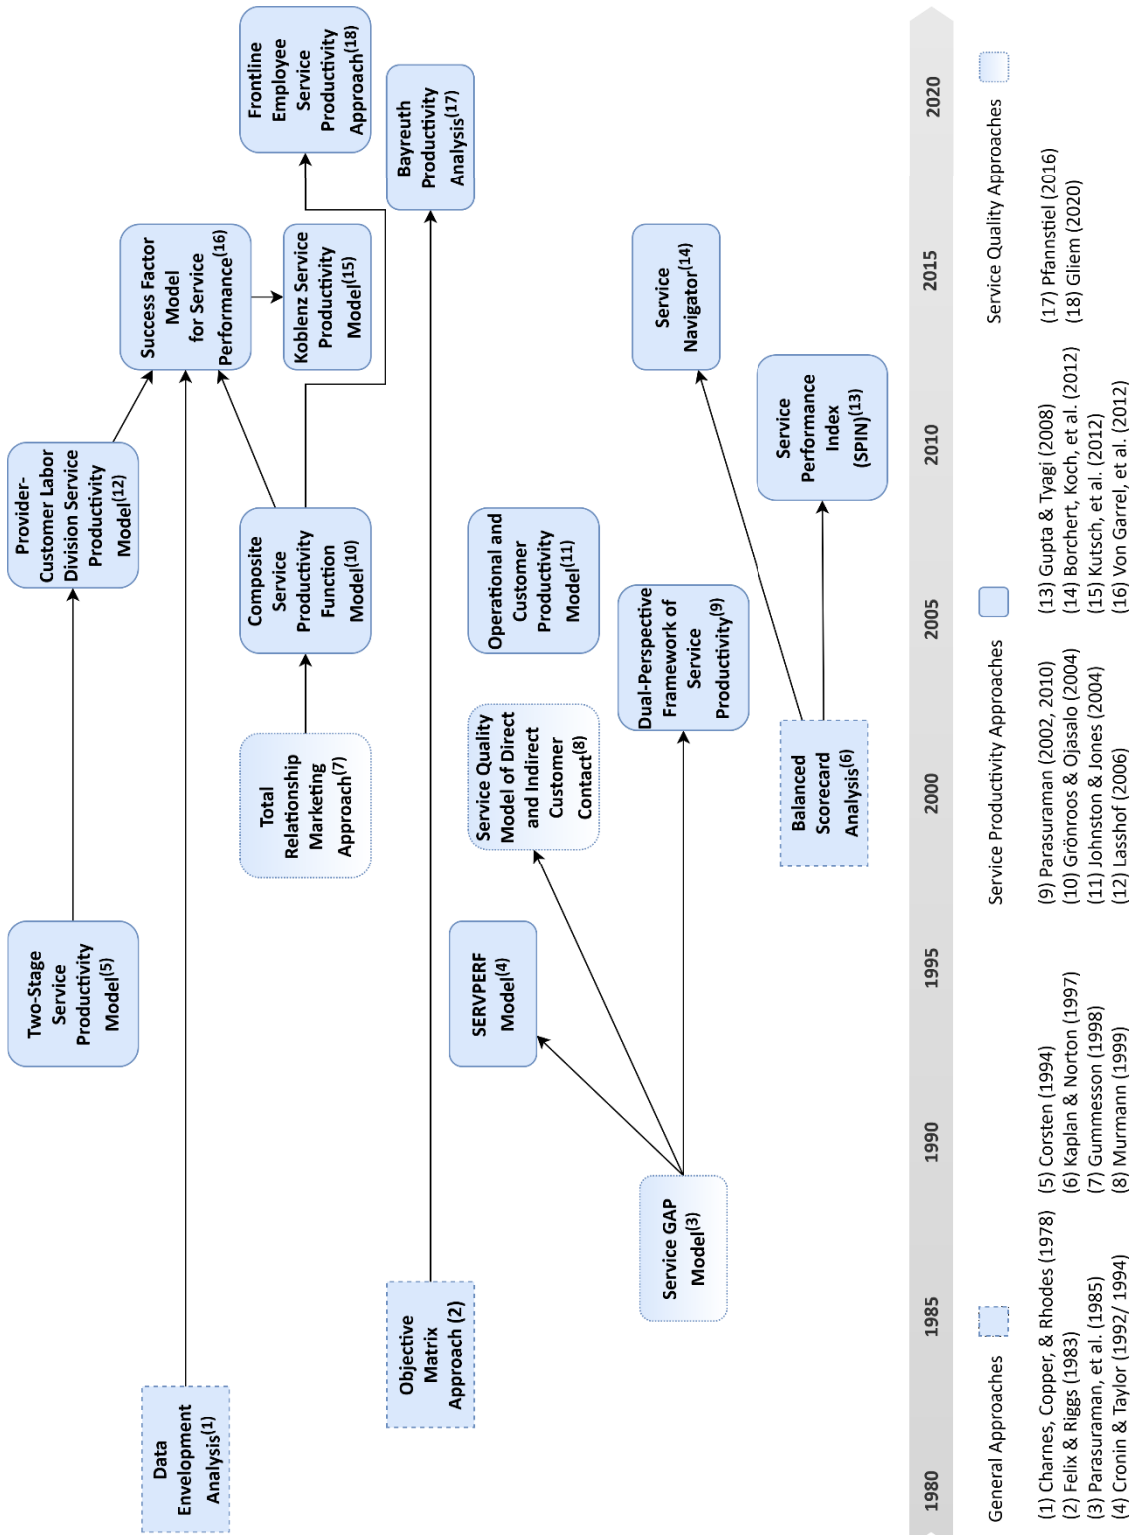 Data
Envelopment
Analysis(1)
Two-Stage
Service
Productivity
Model(5)
Provider-
Customer Labor
Division Service
Productivity
Model(12)
Success Factor
Model
for Service
Performance(16)
Total
Relationship
Marketing
Approach(7)
Composite
Service
Productivity
Function
Model(10)
Koblenz Service
Productivity
Model(15)
Frontline
Employee
Service
Productivity
Approach(18)
Objective
Matrix
Approach (2)
Bayreuth
Productivity
Analysis(17)
SERVPERF
Model(4)
Service Quality
Model of Direct
and Indirect
Customer
Contact(8)
Operational and
Customer
Productivity
Model(11)
Service GAP
Model(3)
Dual-Perspective
Framework of
Service
Productivity(9)
Service
Navigator(14)
Balanced
Scorecard
Analysis(6)
Service
Performance
Index
(SPIN)(13)
1980
1985
1990
1995
2000
2005
2010
2015
2020
General Approaches
Service Productivity Approaches
Service Quality Approaches
(1) Charnes, Copper, & Rhodes (1978)
(2) Felix & Riggs (1983)
(3) Parasuraman, et al. (1985)
(4) Cronin & Taylor (1992/ 1994)
(5) Corsten (1994)
(6) Kaplan & Norton (1997)
(7) Gummesson (1998)
(8) Murmann (1999)
(9) Parasuraman (2002, 2010)
(10) Grönroos & Ojasalo (2004)
(11) Johnston & Jones (2004)
(12) Lasshof (2006)
(13) Gupta & Tyagi (2008)
(14) Borchert, Koch, et al. (2012)
(15) Kutsch, et al. (2012)
(16) Von Garrel, et al. (2012)
(17) Pfannstiel (2016)
(18) Gliem (2020)